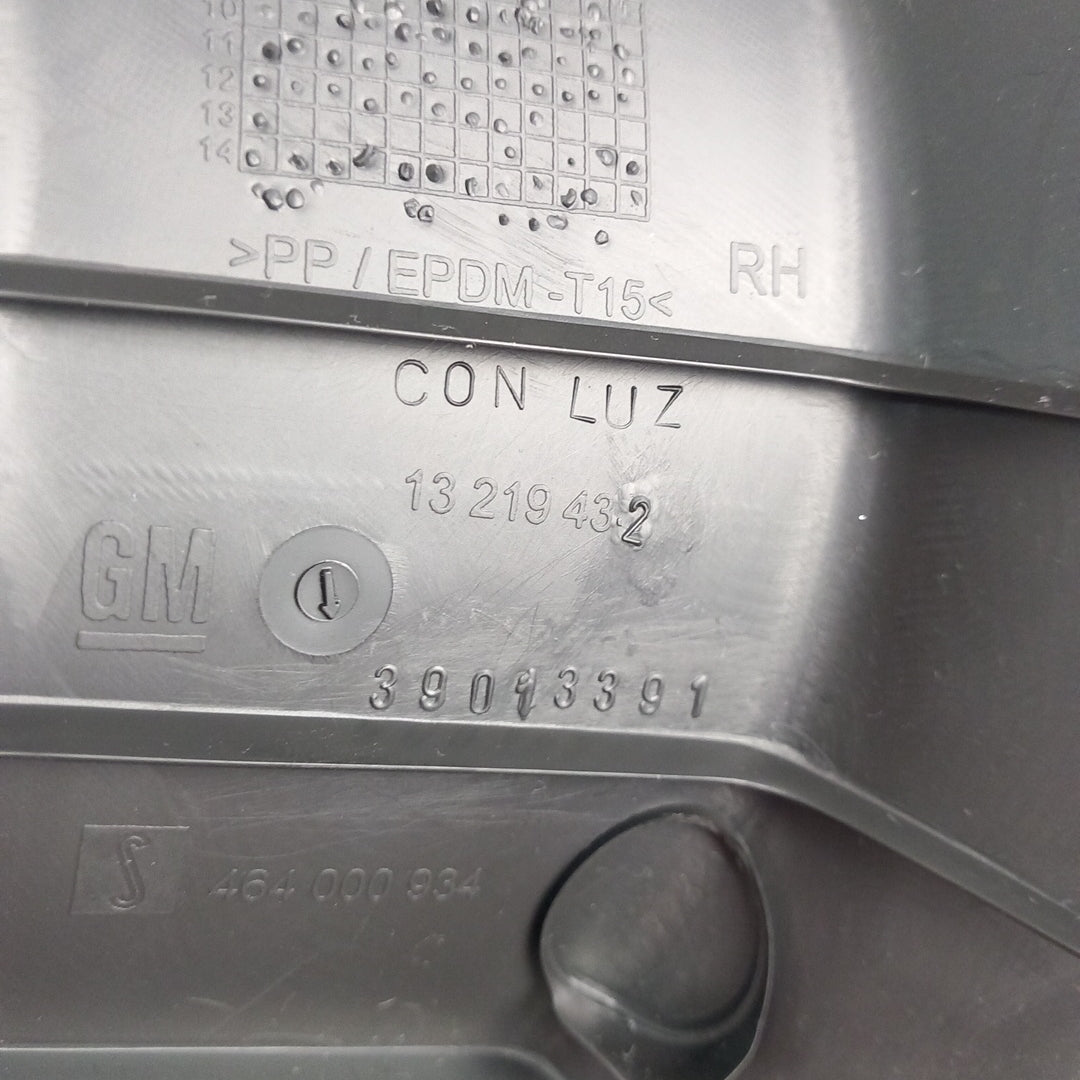 10
11
12
13
14
>PP / EPDM -T15<
RH
CON LUZ
13 219 432
GM
39013391
464 000 934